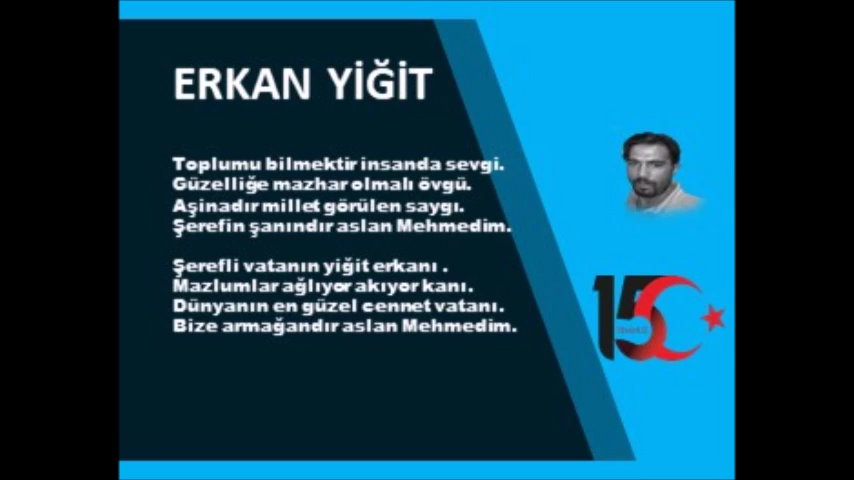 ERKAN YİĞİT
Toplumu bilmektir insanda sevgi.
Güzelliğe mazhar olmalı övgü.
Aşinadır millet görülen saygı.
Şerefin şanındır aslan Mehmedim.
Şerefli vatanın yiğit erkanı .
Mazlumlar ağlıyor akıyor kanı.
Dünyanın en güzel cennet vatanı.
Bize armağandır aslan Mehmedim.
15